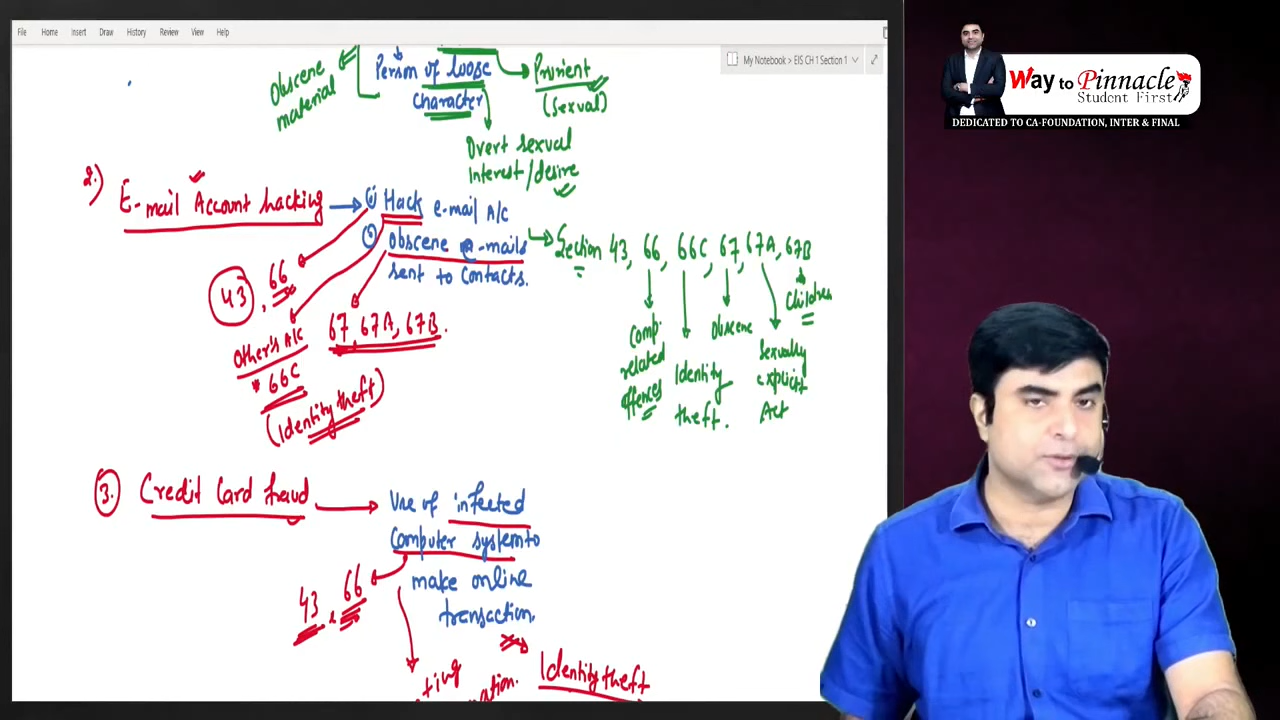 File Home Insert Draw History Review View Help
My Notebook > EIS CH 1 Section 1
Way to Pinnacle
Student First
DEDICATED TO CA-FOUNDATION, INTER & FINAL
Obscene
material
Person of loose
character
Prurient
(Sexual)
Overt sexual
Interest/desire
2.)
E-mail Account hacking
(i) Hack e-mail A/c
Obscene e-mails
sent to Contacts.
Section 43, 66, 66C, 67, 67A, 67B
Comp.
related
offences
Identity
theft.
Obscene
Sexually
explicit
Act
Children
43, 66
Other's A/c
* 66C
(Identity theft)
67, 67A, 67B.
3. Credit Card fraud
Use of infected
Computer system to
make online
transaction.
43, 66
Identity theft